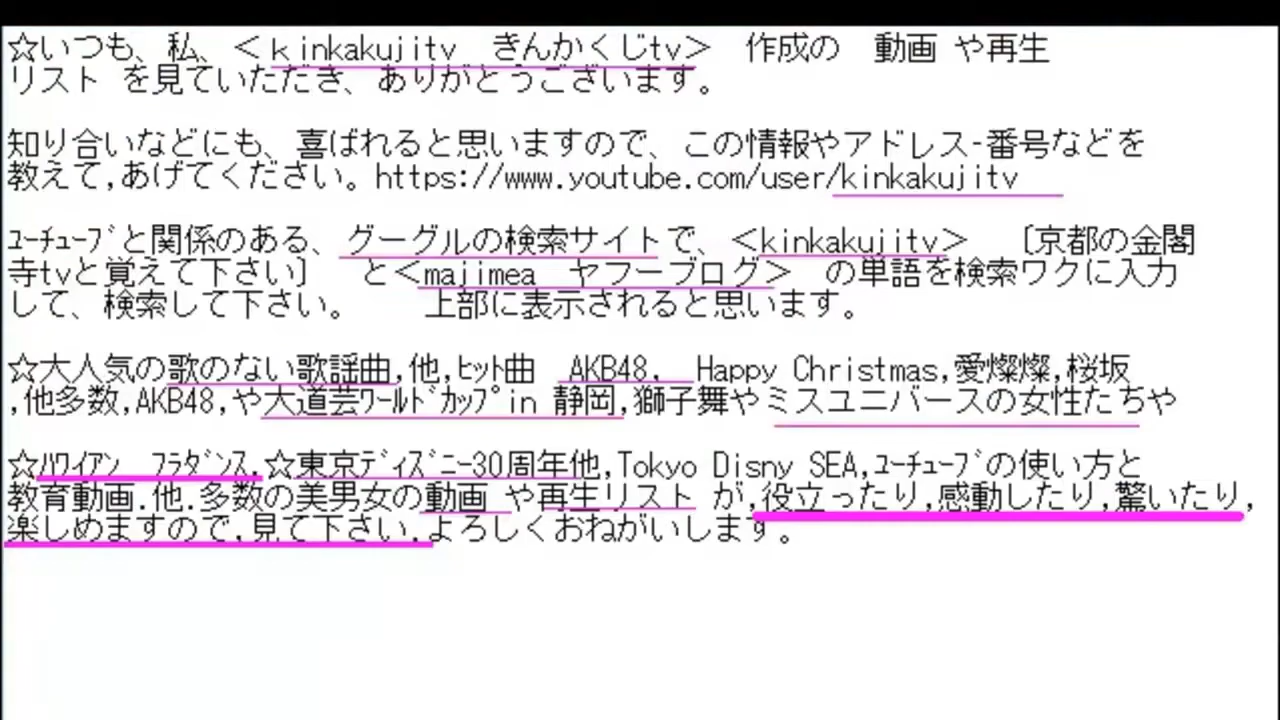 ☆いつも、私、＜ｋinkakujitv　きんかくじtv＞　作成の　動画 や再生
リスト を見ていただき、ありがとうございます。
知り合いなどにも、喜ばれると思いますので、この情報やアドレス-番号などを
教えて,あげてください。https://www.youtube.com/user/kinkakujitv
ﾕｰﾁｭｰﾌﾞと関係のある、グーグルの検索サイトで、＜kinkakujitv＞　〔京都の金閣
寺tvと覚えて下さい〕　と＜majimea　ヤフーブログ＞　の単語を検索ワクに入力
して、検索して下さい。　　上部に表示されると思います。
☆大人気の歌のない歌謡曲,他,ﾋｯﾄ曲　AKB48,　Happy Christmas,愛燦燦,桜坂
,他多数,AKB48,や大道芸ﾜｰﾙﾄﾞｶｯﾌﾟin 静岡,獅子舞やミスユニバースの女性たちや
☆ﾊﾜｲｱﾝ　ﾌﾗﾀﾞﾝｽ,☆東京ﾃﾞｨｽﾞﾆｰ30周年他,Tokyo Disny SEA,ﾕｰﾁｭｰﾌﾞの使い方と
教育動画.他.多数の美男女の動画 や再生リスト が,役立ったり,感動したり,驚いたり,
楽しめますので,見て下さい,よろしくおねがいします。